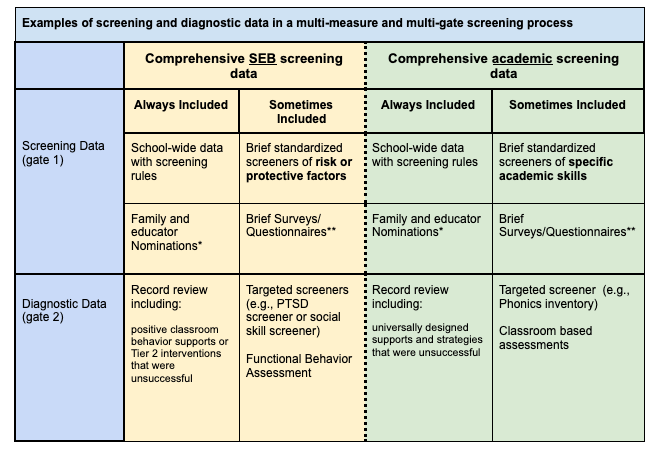 Examples of screening and diagnostic data in a multi-measure and multi-gate screening process
Comprehensive SEB screening
data
Comprehensive academic screening
data
Always Included
Sometimes
Included
Always Included
Sometimes Included
Screening Data
(gate 1)
School-wide data
with screening
rules
Brief standardized
screeners of risk or
protective factors
School-wide data
with screening
rules
Brief standardized
screeners of specific
academic skills
Family and
educator
Nominations*
Brief Surveys/
Questionnaires**
Family and educator
Nominations*
Brief
Surveys/Questionnaires**
Diagnostic Data
(gate 2)
Record review
including:
positive classroom
behavior supports or
Tier 2 interventions
that were
unsuccessful
Targeted screeners
(e.g., PTSD
screener or social
skill screener)
Functional Behavior
Assessment
Record review
including:
universally designed
supports and strategies
that were unsuccessful
Targeted screener (e.g.,
Phonics inventory)
Classroom based
assessments